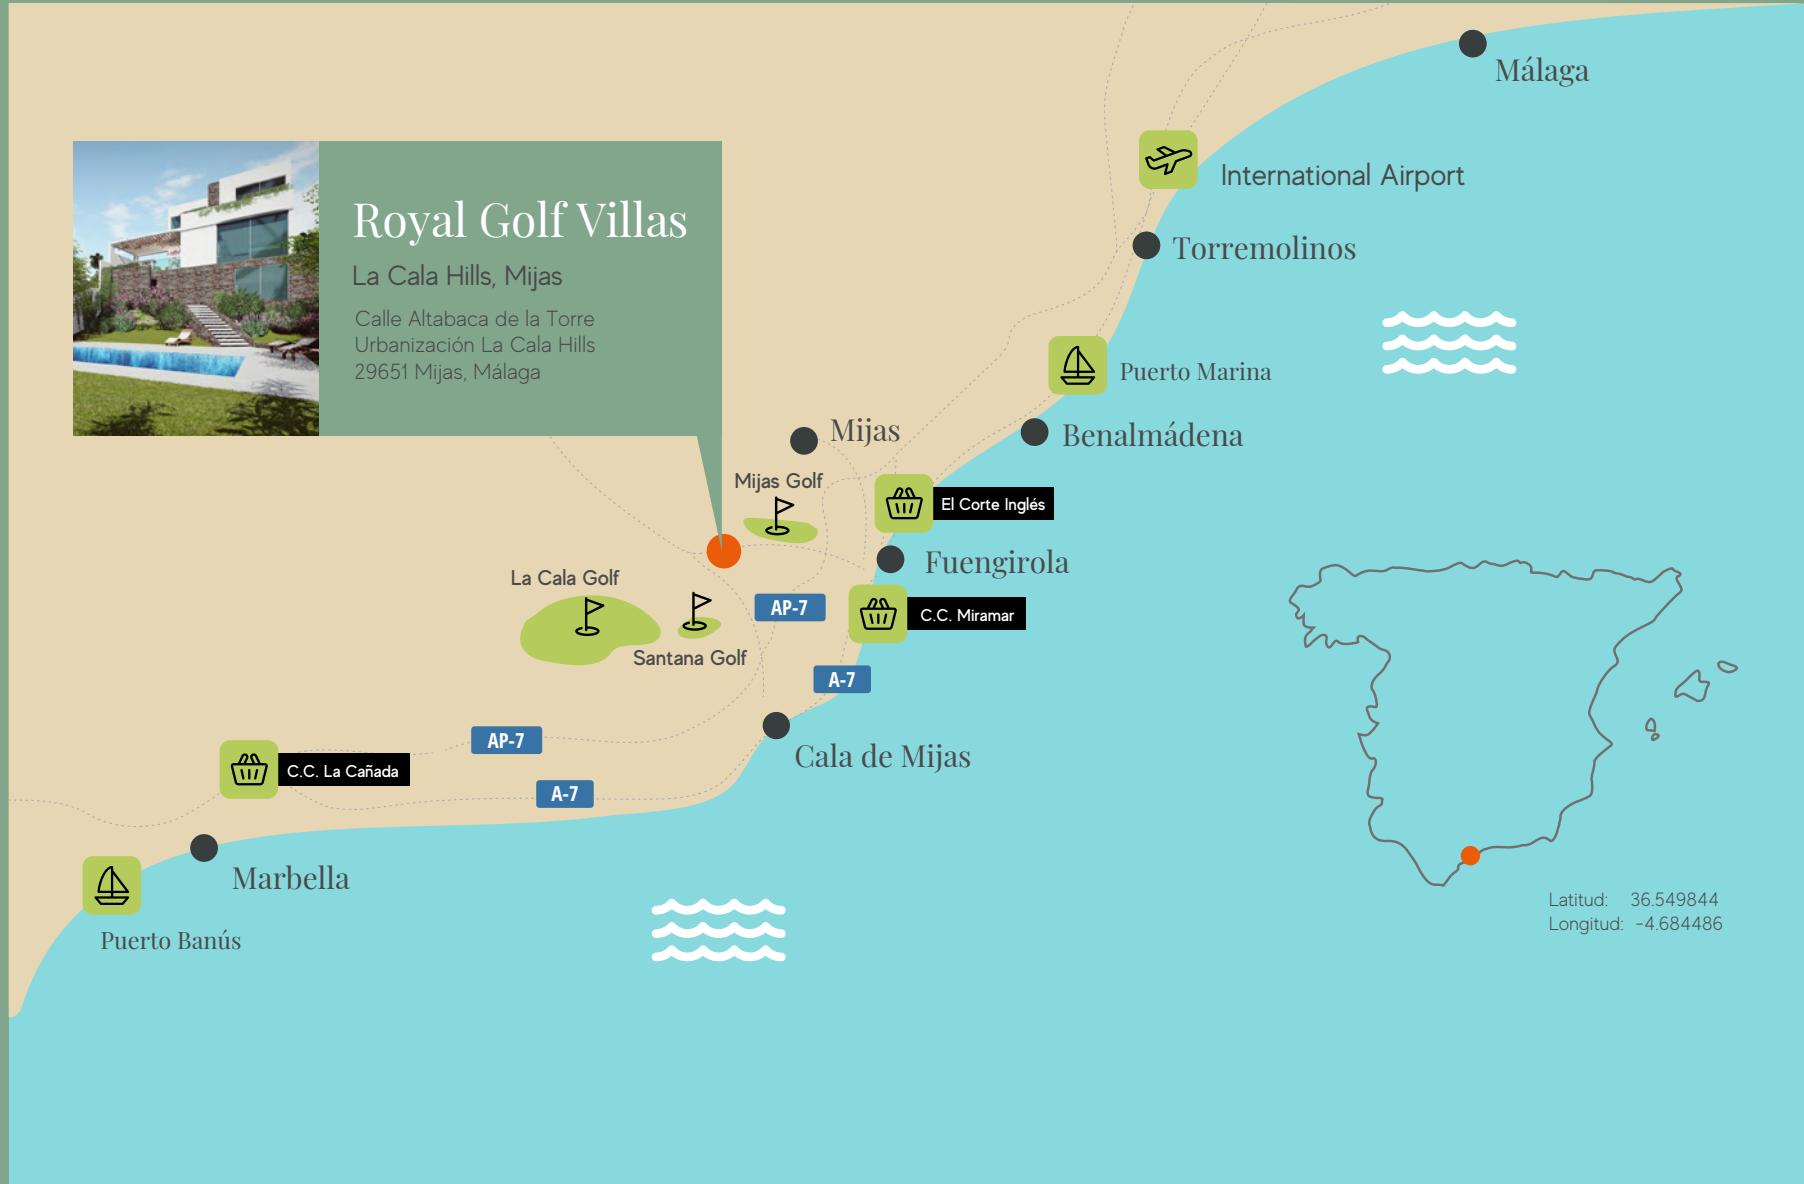 Málaga
International Airport
Royal Golf Villas
La Cala Hills, Mijas
Calle Altabaca de la Torre
Urbanización La Cala Hills
29651 Mijas, Málaga
Torremolinos
Puerto Marina
Mijas
Benalmádena
Mijas Golf
El Corte Inglés
Fuengirola
La Cala Golf
AP-7
C.C. Miramar
Santana Golf
A-7
AP-7
Cala de Mijas
C.C. La Cañada
A-7
Marbella
Puerto Banús
Latitud: 36.549844
Longitud: -4.684486